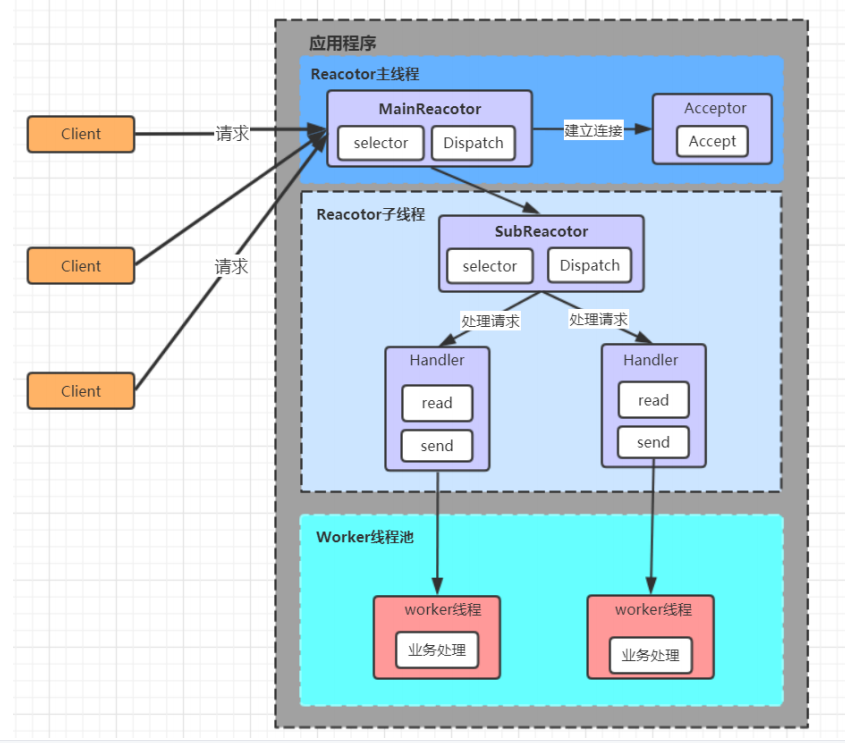 应用程序
Reacotor主线程
MainReacotor
selector
Dispatch
建立连接
Acceptor
Accept
Client
请求
Client
请求
Client
Reacotor子线程
SubReacotor
selector
Dispatch
处理请求
处理请求
Handler
read
send
Handler
read
send
Worker线程池
worker线程
业务处理
worker线程
业务处理